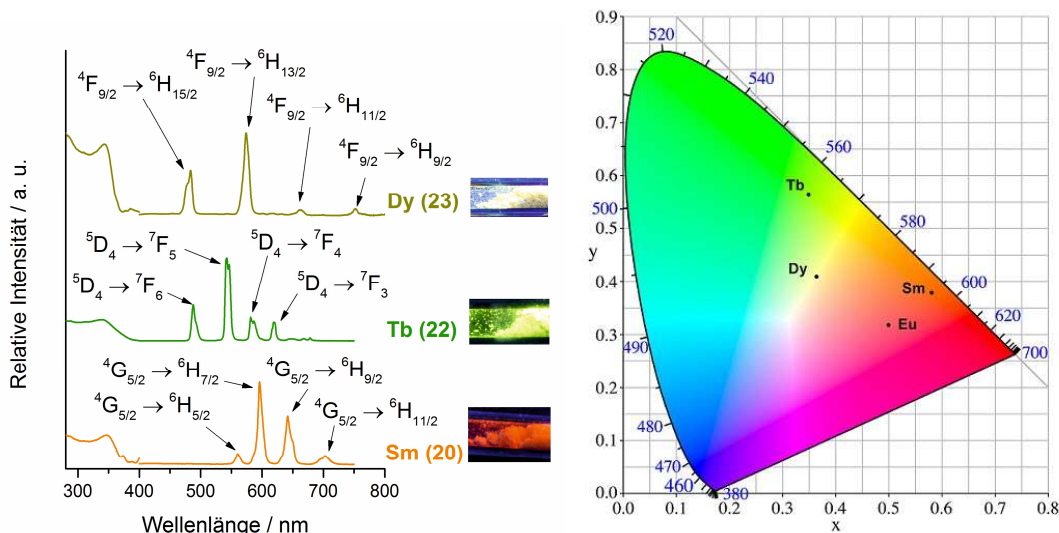 ⁴F₉/₂ → ⁶H₁₅/₂
⁴F₉/₂ → ⁶H₁₃/₂
⁴F₉/₂ → ⁶H₁₁/₂
⁴F₉/₂ → ⁶H₉/₂
Dy (23)
⁵D₄ → ⁷F₆
⁵D₄ → ⁷F₅
⁵D₄ → ⁷F₄
⁵D₄ → ⁷F₃
Tb (22)
⁴G₅/₂ → ⁶H₅/₂
⁴G₅/₂ → ⁶H₇/₂
⁴G₅/₂ → ⁶H₉/₂
⁴G₅/₂ → ⁶H₁₁/₂
Sm (20)
Relative Intensität / a. u.
300 400 500 600 700 800
Wellenlänge / nm
0.9
0.8
0.7
0.6
0.5
y
0.4
0.3
0.2
0.1
0.0
0.0 0.1 0.2 0.3 0.4 0.5 0.6 0.7 0.8
x
520
540
560
580
600
620
700
500
490
480
470
460
380
Tb
Dy
Sm
Eu